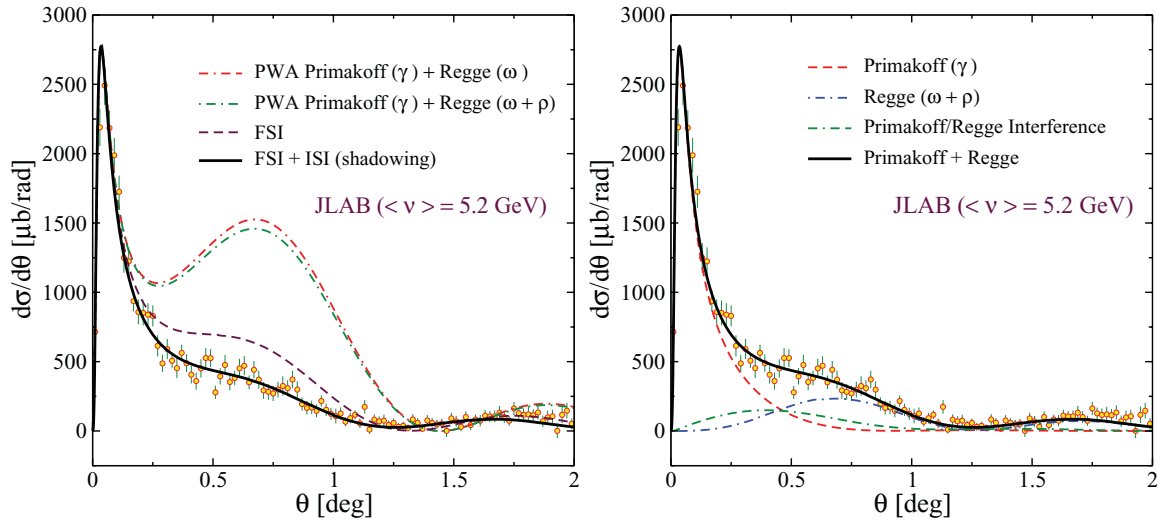 3000
2500
2000
1500
1000
500
0
dσ/dθ [μb/rad]
PWA Primakoff (γ) + Regge (ω)
PWA Primakoff (γ) + Regge (ω + ρ)
FSI
FSI + ISI (shadowing)
JLAB (< ν > = 5.2 GeV)
0 0.5 1 1.5 2
θ [deg]
3000
2500
2000
1500
1000
500
0
dσ/dθ [μb/rad]
Primakoff (γ)
Regge (ω + ρ)
Primakoff/Regge Interference
Primakoff + Regge
JLAB (< ν > = 5.2 GeV)
0 0.5 1 1.5 2
θ [deg]